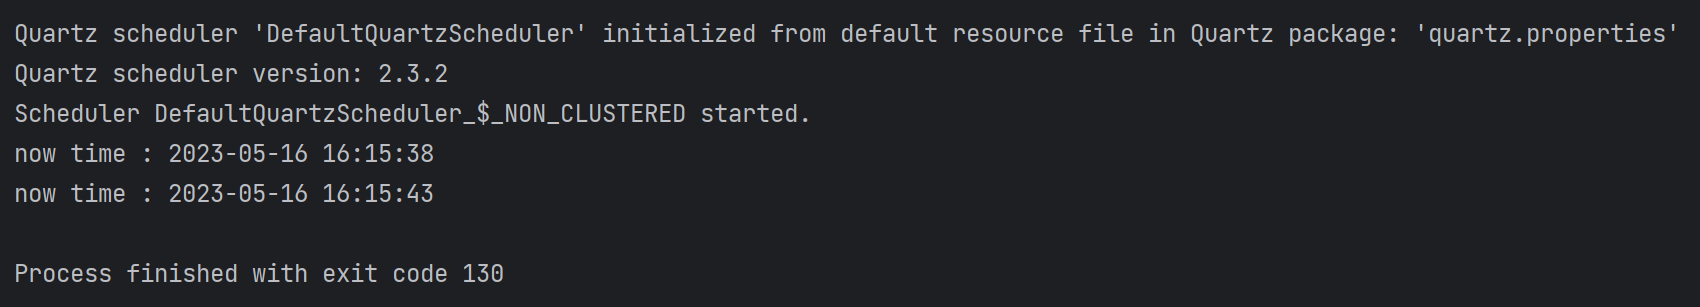 Quartz scheduler 'DefaultQuartzScheduler' initialized from default resource file in Quartz package: 'quartz.properties'
Quartz scheduler version: 2.3.2
Scheduler DefaultQuartzScheduler_$_NON_CLUSTERED started.
now time : 2023-05-16 16:15:38
now time : 2023-05-16 16:15:43
Process finished with exit code 130